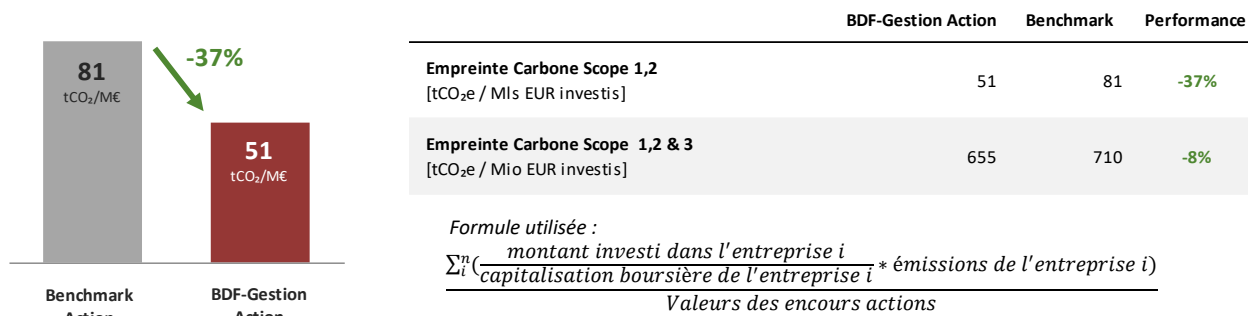 81
tCO₂/M€
-37%
51
tCO₂/M€
Benchmark
BDF-Gestion
BDF-Gestion Action Benchmark Performance
Empreinte Carbone Scope 1,2
[tCO₂e / Mls EUR investis]
51 81 -37%
Empreinte Carbone Scope 1,2 & 3
[tCO₂e / Mio EUR investis]
655 710 -8%
Formule utilisée :
montant investi dans l'entreprise i
∑ᵢⁿ( / capitalisation boursière de l'entreprise i * émissions de l'entreprise i)
Valeurs des encours actions